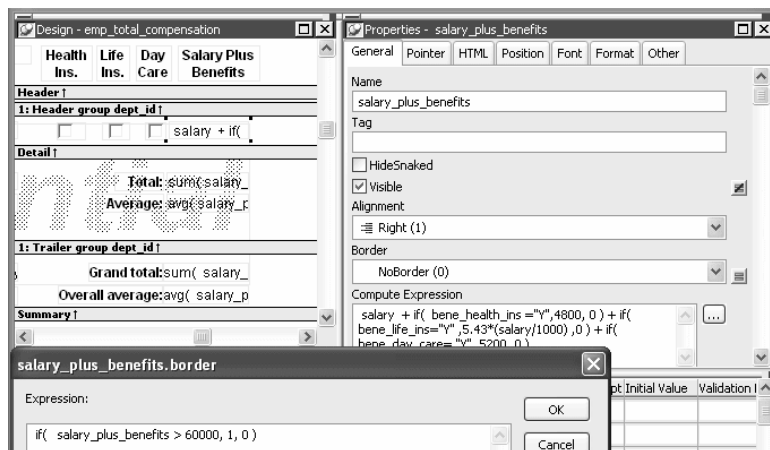 Design - emp_total_compensation
Health Ins.
Life Ins.
Day Care
Salary Plus Benefits
Header ↑
1: Header group dept_id ↑
salary + if(
Detail ↑
Total: sum( salary_
Average: avg( salary_p
1: Trailer group dept_id ↑
Grand total: sum( salary_
Overall average: avg( salary_p
Summary ↑
Properties - salary_plus_benefits
General Pointer HTML Position Font Format Other
Name
salary_plus_benefits
Tag
HideSnaked
Visible
Alignment
Right (1)
Border
NoBorder (0)
Compute Expression
salary + if( bene_health_ins ="Y",4800, 0 ) + if(
bene_life_ins="Y" ,5.43*(salary/1000) ,0 ) + if(
bene_day_care= "Y" ,5200, 0 )
...
Initial Value Validation
salary_plus_benefits.border
Expression:
OK
if( salary_plus_benefits > 60000, 1, 0 )
Cancel